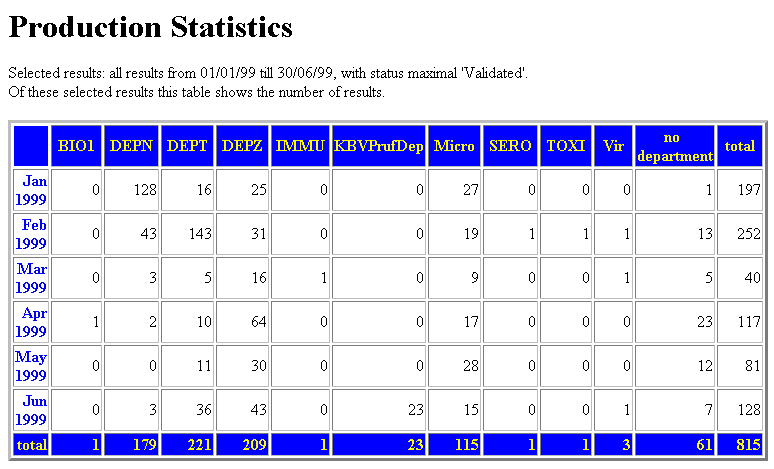 Production Statistics
Selected results: all results from 01/01/99 till 30/06/99, with status maximal 'Validated'.
Of these selected results this table shows the number of results.
BIO1 DEPN DEPT DEPZ IMMU KBVPrufDep Micro SERO TOXI Vir no department total
Jan 1999 0 128 16 25 0 0 27 0 0 0 1 197
Feb 1999 0 43 143 31 0 0 19 1 1 1 13 252
Mar 1999 0 3 5 16 1 0 9 0 0 1 5 40
Apr 1999 1 2 10 64 0 0 17 0 0 0 23 117
May 1999 0 0 11 30 0 0 28 0 0 0 12 81
Jun 1999 0 3 36 43 0 23 15 0 0 1 7 128
total 1 179 221 209 1 23 115 1 1 3 61 815